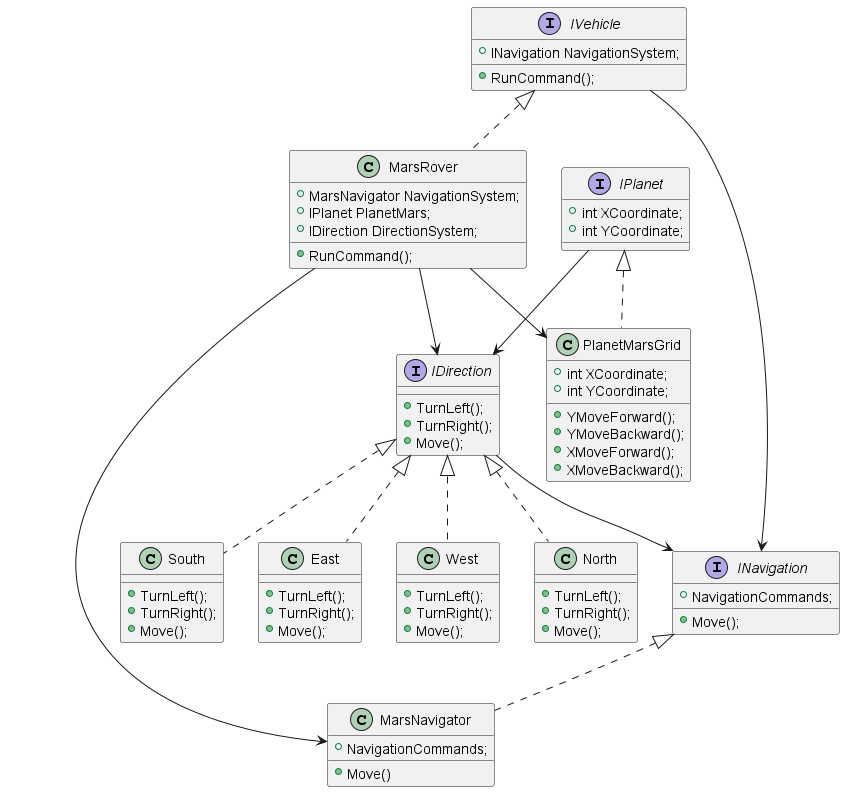 I IVehicle
INavigation NavigationSystem;
RunCommand();
C MarsRover
MarsNavigator NavigationSystem;
IPlanet PlanetMars;
IDirection DirectionSystem;
RunCommand();
I IPlanet
int XCoordinate;
int YCoordinate;
I IDirection
TurnLeft();
TurnRight();
Move();
C PlanetMarsGrid
int XCoordinate;
int YCoordinate;
YMoveForward();
YMoveBackward();
XMoveForward();
XMoveBackward();
C South
TurnLeft();
TurnRight();
Move();
C East
TurnLeft();
TurnRight();
Move();
C West
TurnLeft();
TurnRight();
Move();
C North
TurnLeft();
TurnRight();
Move();
I INavigation
NavigationCommands;
Move();
C MarsNavigator
NavigationCommands;
Move()